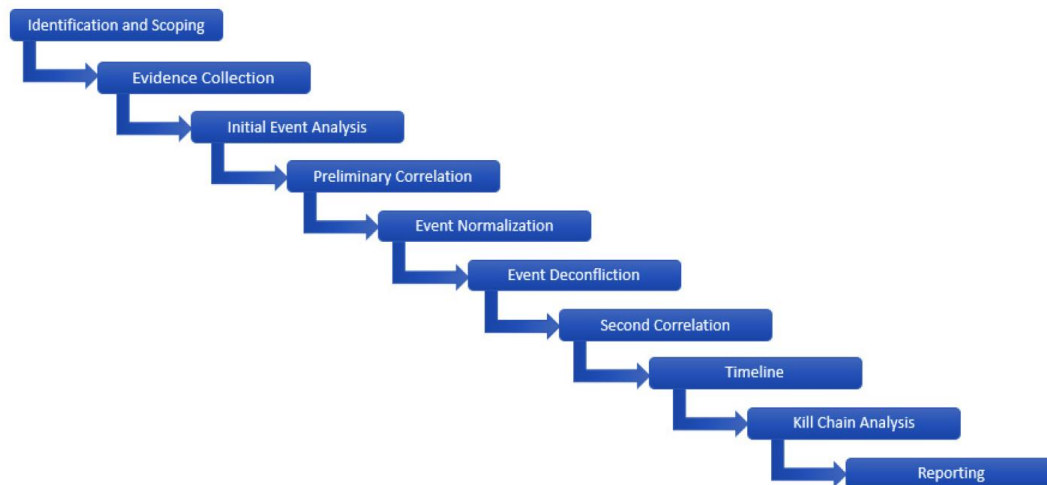 Identification and Scoping
Evidence Collection
Initial Event Analysis
Preliminary Correlation
Event Normalization
Event Deconfliction
Second Correlation
Timeline
Kill Chain Analysis
Reporting